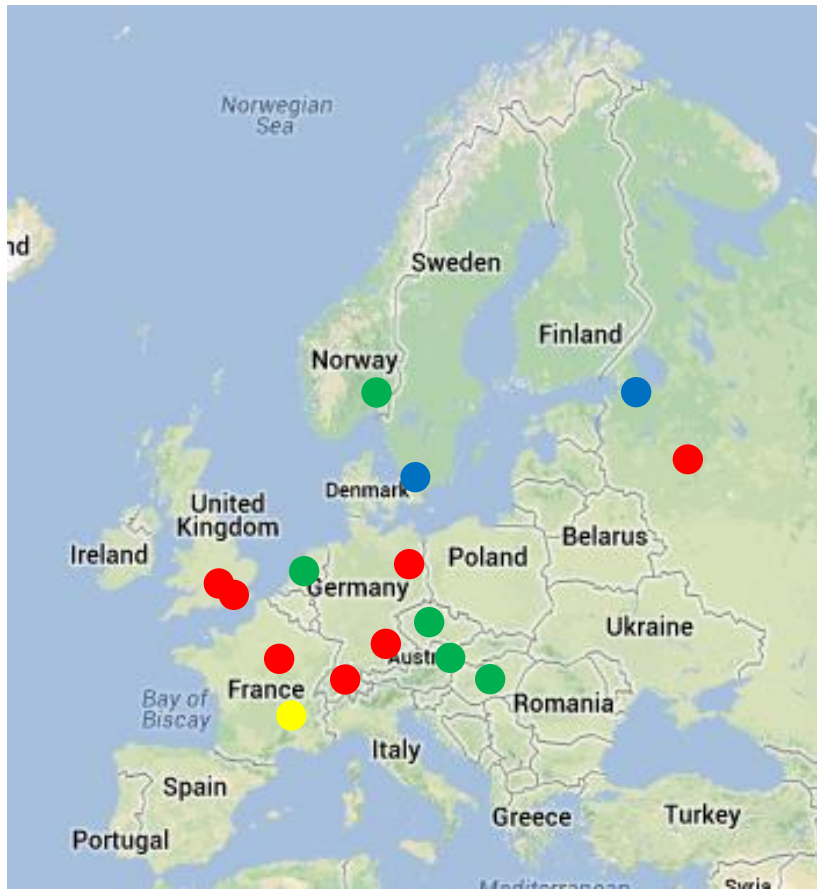 Norwegian
Sea
nd
Sweden
Finland
Norway
Denmark
United
Kingdom
Ireland
Belarus
Poland
Germany
Ukraine
Austr
France
Bay of
Biscay
Romania
Italy
Spain
Greece
Turkey
Portugal
Mediterranean
Syria